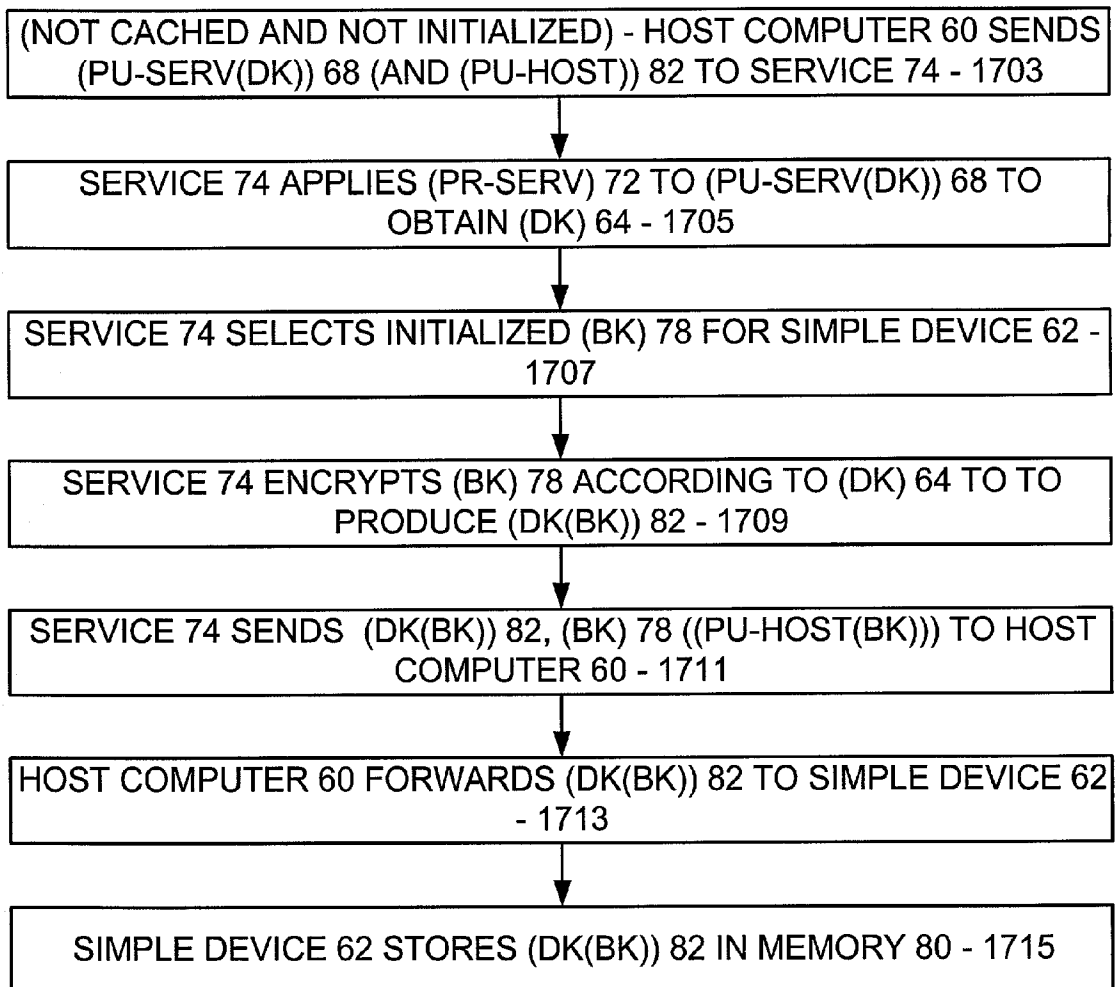 (NOT CACHED AND NOT INITIALIZED) - HOST COMPUTER 60 SENDS
(PU-SERV(DK)) 68 (AND (PU-HOST)) 82 TO SERVICE 74 - 1703
SERVICE 74 APPLIES (PR-SERV) 72 TO (PU-SERV(DK)) 68 TO
OBTAIN (DK) 64 - 1705
SERVICE 74 SELECTS INITIALIZED (BK) 78 FOR SIMPLE DEVICE 62 -
1707
SERVICE 74 ENCRYPTS (BK) 78 ACCORDING TO (DK) 64 TO TO
PRODUCE (DK(BK)) 82 - 1709
SERVICE 74 SENDS (DK(BK)) 82, (BK) 78 ((PU-HOST(BK))) TO HOST
COMPUTER 60 - 1711
HOST COMPUTER 60 FORWARDS (DK(BK)) 82 TO SIMPLE DEVICE 62
- 1713
SIMPLE DEVICE 62 STORES (DK(BK)) 82 IN MEMORY 80 - 1715